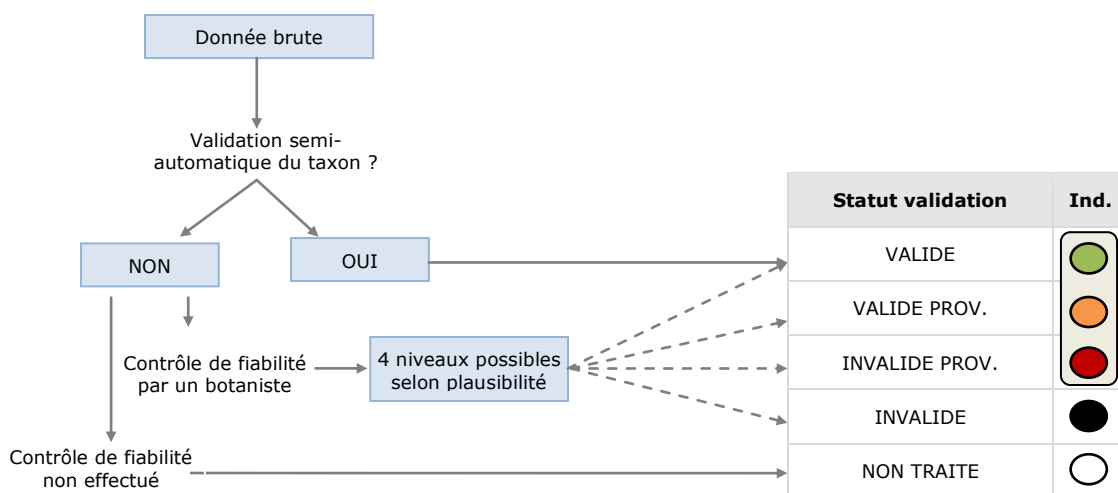 Donnée brute
Validation semi-
automatique du taxon ?
NON
OUI
Contrôle de fiabilité
par un botaniste
4 niveaux possibles
selon plausibilité
Contrôle de fiabilité
non effectué
Statut validation Ind.
VALIDE
VALIDE PROV.
INVALIDE PROV.
INVALIDE
NON TRAITE